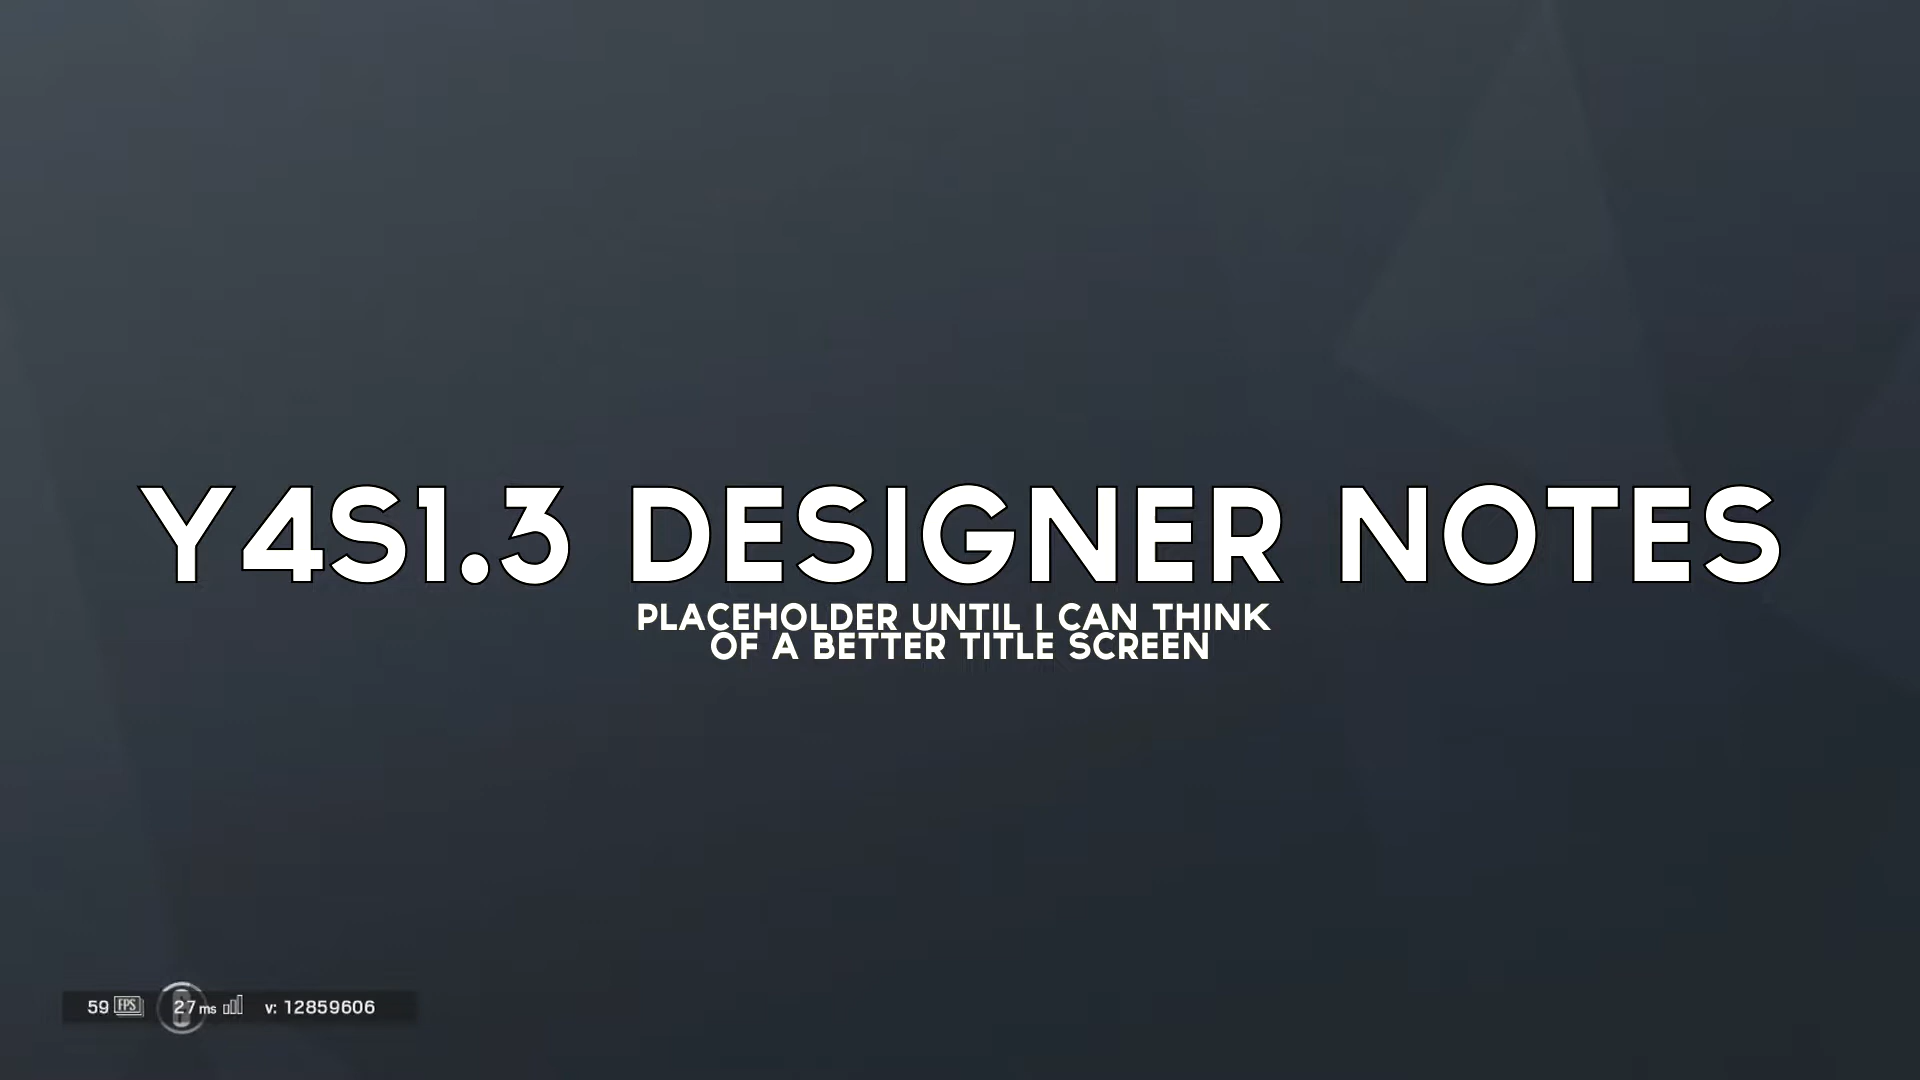 Y4S1.3 DESIGNER NOTES
PLACEHOLDER UNTIL I CAN THINK
OF A BETTER TITLE SCREEN
59 FPS 27 ms v: 12859606